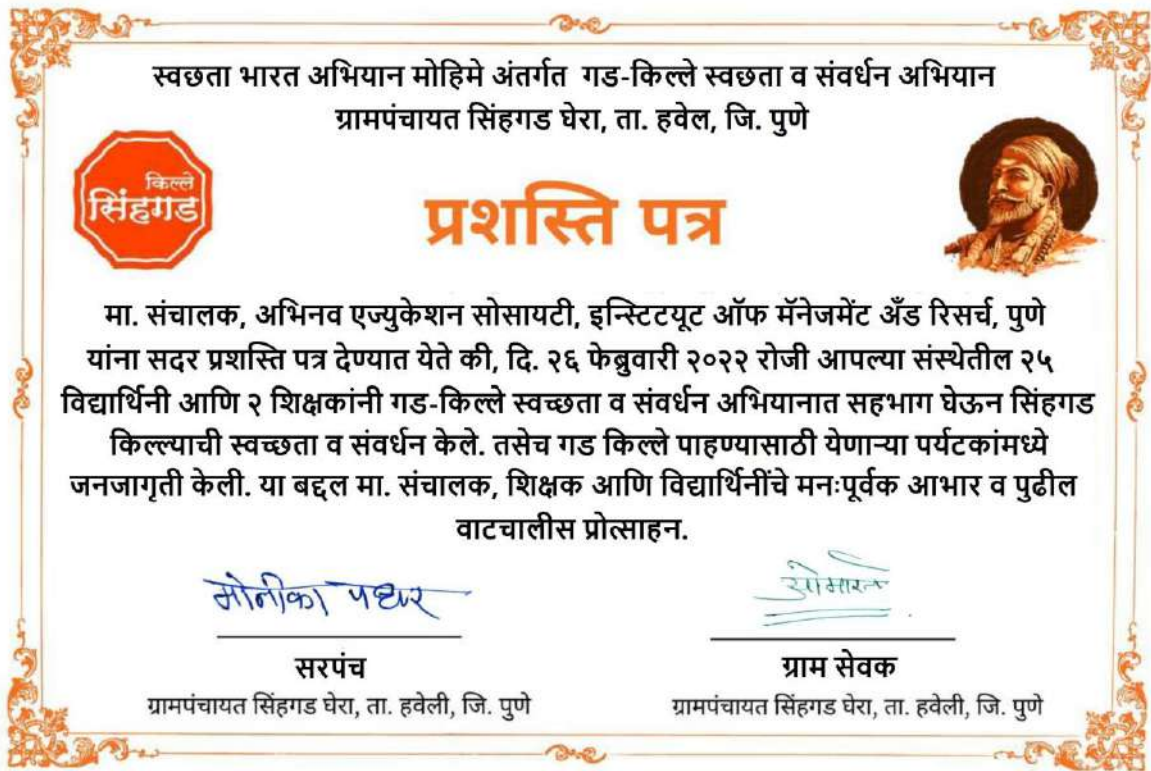 स्वछता भारत अभियान मोहिमे अंतर्गत गड-किल्ले स्वछता व संवर्धन अभियान
ग्रामपंचायत सिंहगड घेरा, ता. हवेल, जि. पुणे
किल्ले
सिंहगड
प्रशस्ति पत्र
मा. संचालक, अभिनव एज्युकेशन सोसायटी, इन्स्टिटयूट ऑफ मॅनेजमेंट अँड रिसर्च, पुणे
यांना सदर प्रशस्ति पत्र देण्यात येते की, दि. २६ फेब्रुवारी २०२२ रोजी आपल्या संस्थेतील २५
विद्यार्थिनी आणि २ शिक्षकांनी गड-किल्ले स्वच्छता व संवर्धन अभियानात सहभाग घेऊन सिंहगड
किल्ल्याची स्वच्छता व संवर्धन केले. तसेच गड किल्ले पाहण्यासाठी येणाऱ्या पर्यटकांमध्ये
जनजागृती केली. या बद्दल मा. संचालक, शिक्षक आणि विद्यार्थिनींचे मनःपूर्वक आभार व पुढील
वाटचालीस प्रोत्साहन.
मोनीका
सरपंच
ग्रामपंचायत सिंहगड घेरा, ता. हवेली, जि. पुणे
ग्राम सेवक
ग्रामपंचायत सिंहगड घेरा, ता. हवेली, जि. पुणे